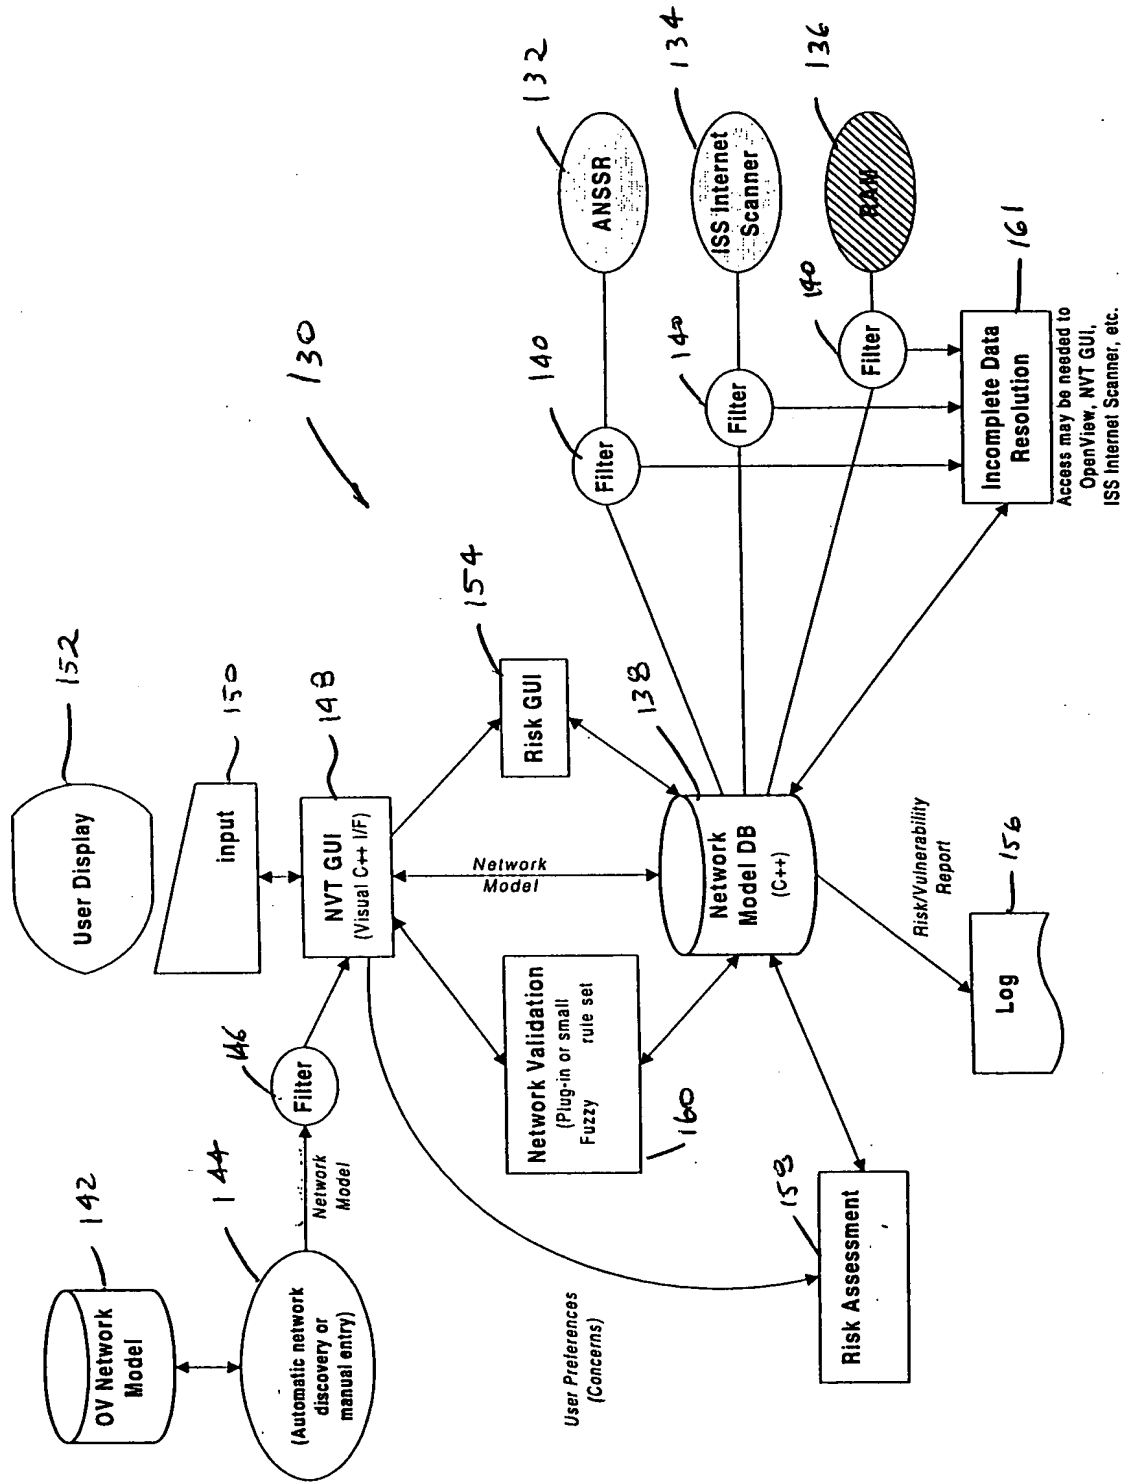 130
142
OV Network
Model
144
(Automatic network
discovery or
manual entry)
Network
Model
146
Filter
152
User Display
150
input
148
NVT GUI
(Visual C++ I/F)
154
Risk GUI
Network
Model
Network Validation
(Plug-in or small
Fuzzy rule set
160
138
Network
Model DB
(C++)
User Preferences
(Concerns)
158
Risk Assessment
Risk/Vulnerability
Report
156
Log
132
ANSSR
134
ISS Internet
Scanner
136
RAM
140
Filter
140
Filter
140
Filter
161
Incomplete Data
Resolution
Access may be needed to
OpenView, NVT GUI,
ISS Internet Scanner, etc.